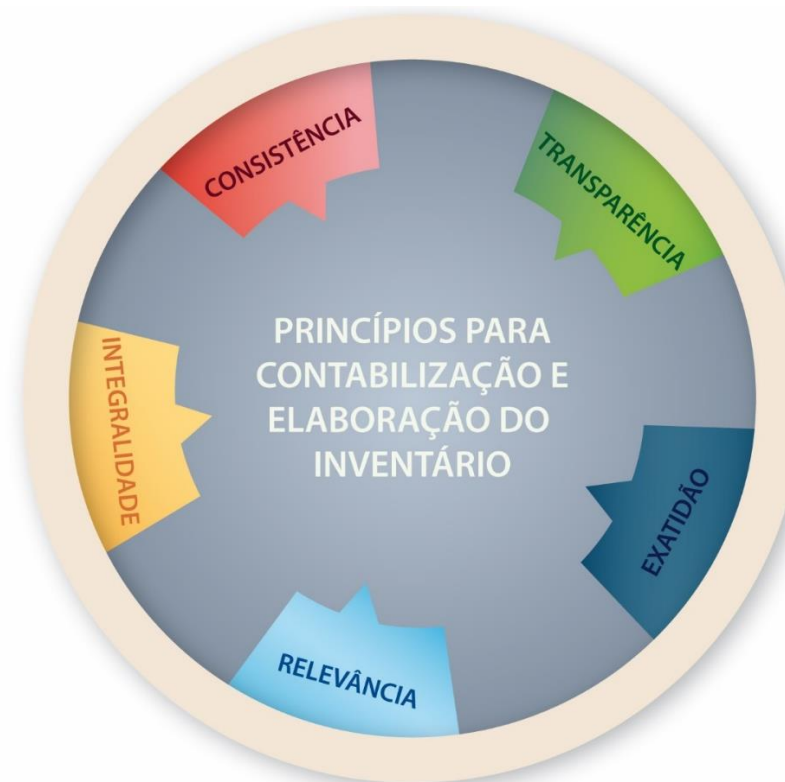 CONSISTÊNCIA
TRANSPARÊNCIA
PRINCÍPIOS PARA
CONTABILIZAÇÃO E
ELABORAÇÃO DO
INVENTÁRIO
INTEGRALIDADE
EXATIDÃO
RELEVÂNCIA